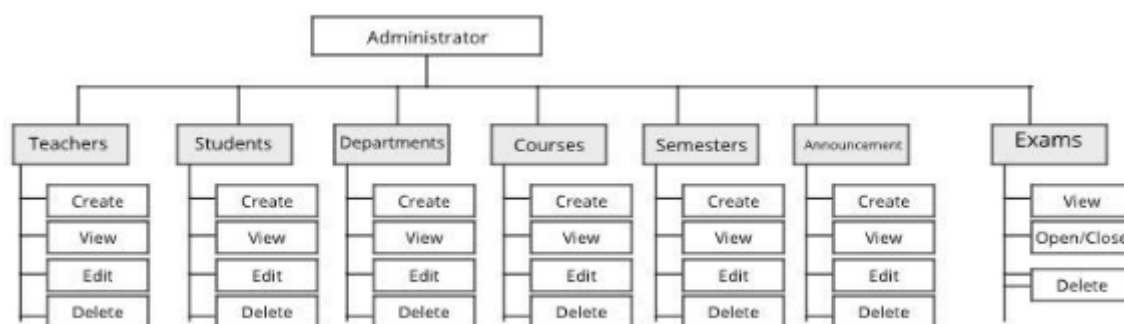 Administrator
Teachers Students Departments Courses Semesters Announcement Exams
Create Create Create Create Create Create View
View View View View View View Open/Close
Edit Edit Edit Edit Edit Edit Delete
Delete Delete Delete Delete Delete Delete